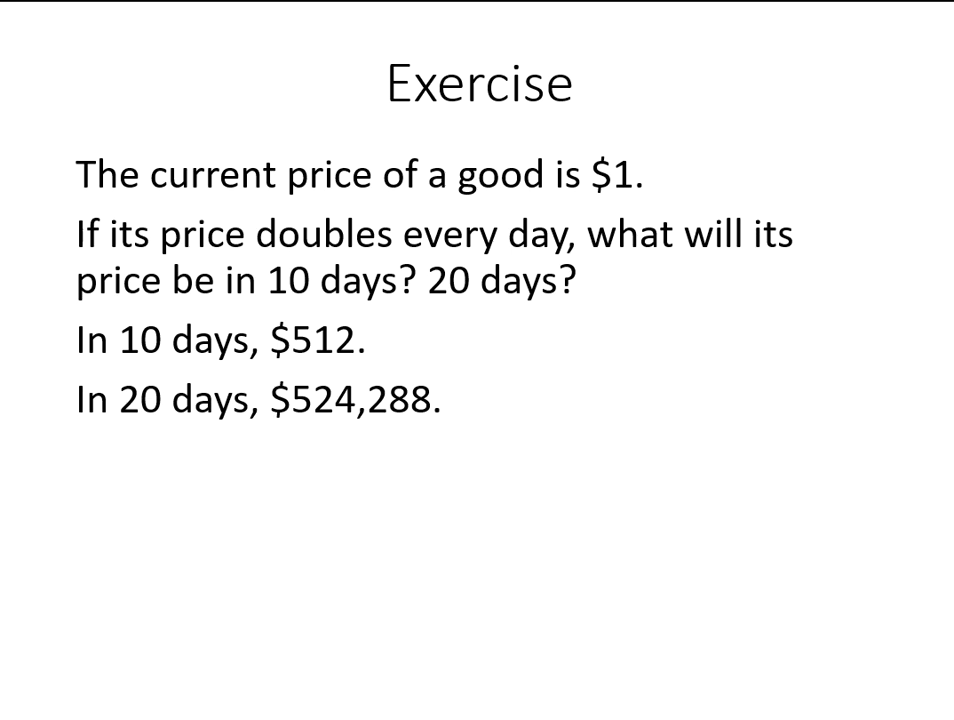 Exercise
The current price of a good is $1.
If its price doubles every day, what will its
price be in 10 days? 20 days?
In 10 days, $512.
In 20 days, $524,288.